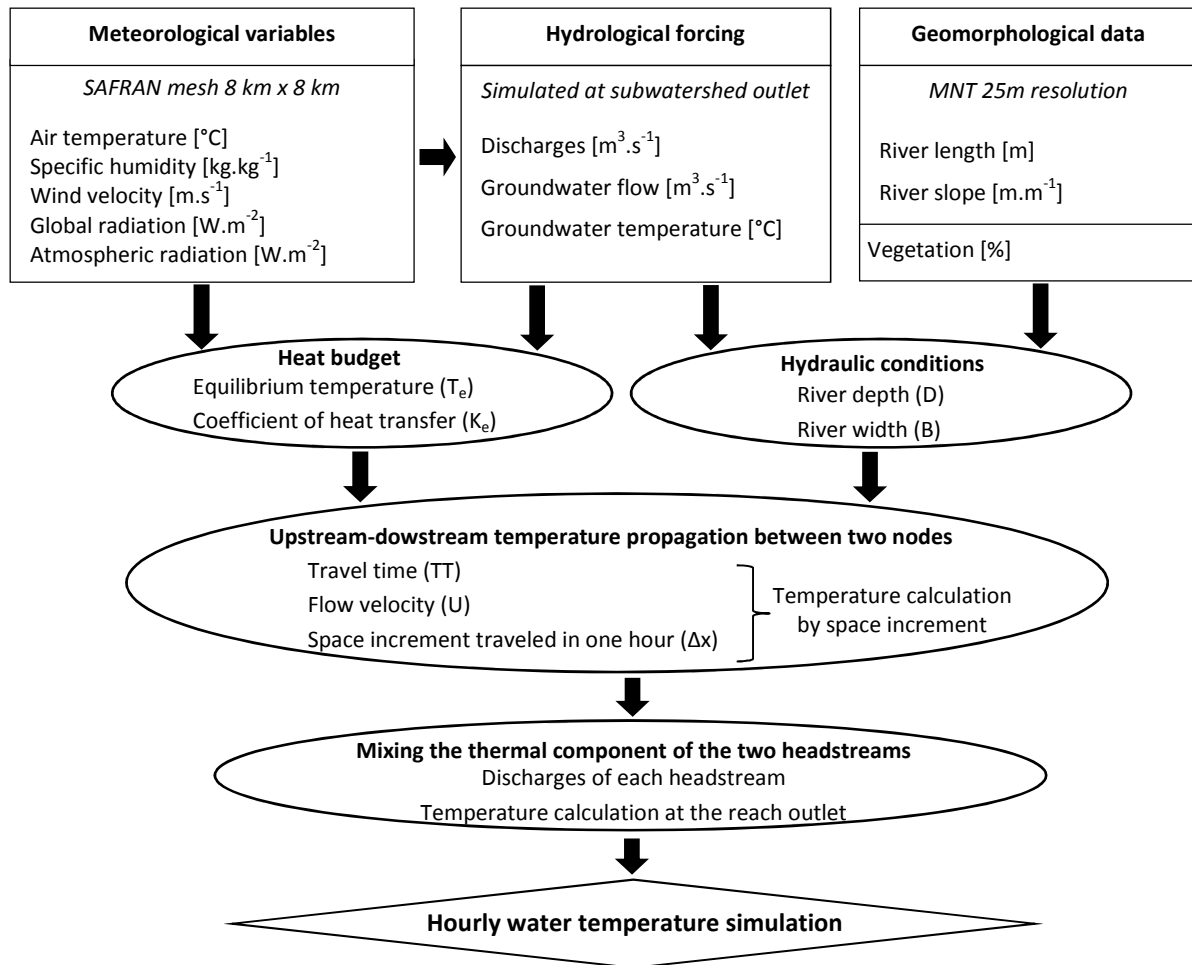 Meteorological variables
SAFRAN mesh 8 km x 8 km
Air temperature [°C]
Specific humidity [kg.kg⁻¹]
Wind velocity [m.s⁻¹]
Global radiation [W.m⁻²]
Atmospheric radiation [W.m⁻²]
Hydrological forcing
Simulated at subwatershed outlet
Discharges [m³.s⁻¹]
Groundwater flow [m³.s⁻¹]
Groundwater temperature [°C]
Geomorphological data
MNT 25m resolution
River length [m]
River slope [m.m⁻¹]
Vegetation [%]
Heat budget
Equilibrium temperature (Tₑ)
Coefficient of heat transfer (Kₑ)
Hydraulic conditions
River depth (D)
River width (B)
Upstream-dowstream temperature propagation between two nodes
Travel time (TT)
Flow velocity (U)
Space increment traveled in one hour (Δx)
Temperature calculation
by space increment
Mixing the thermal component of the two headstreams
Discharges of each headstream
Temperature calculation at the reach outlet
Hourly water temperature simulation